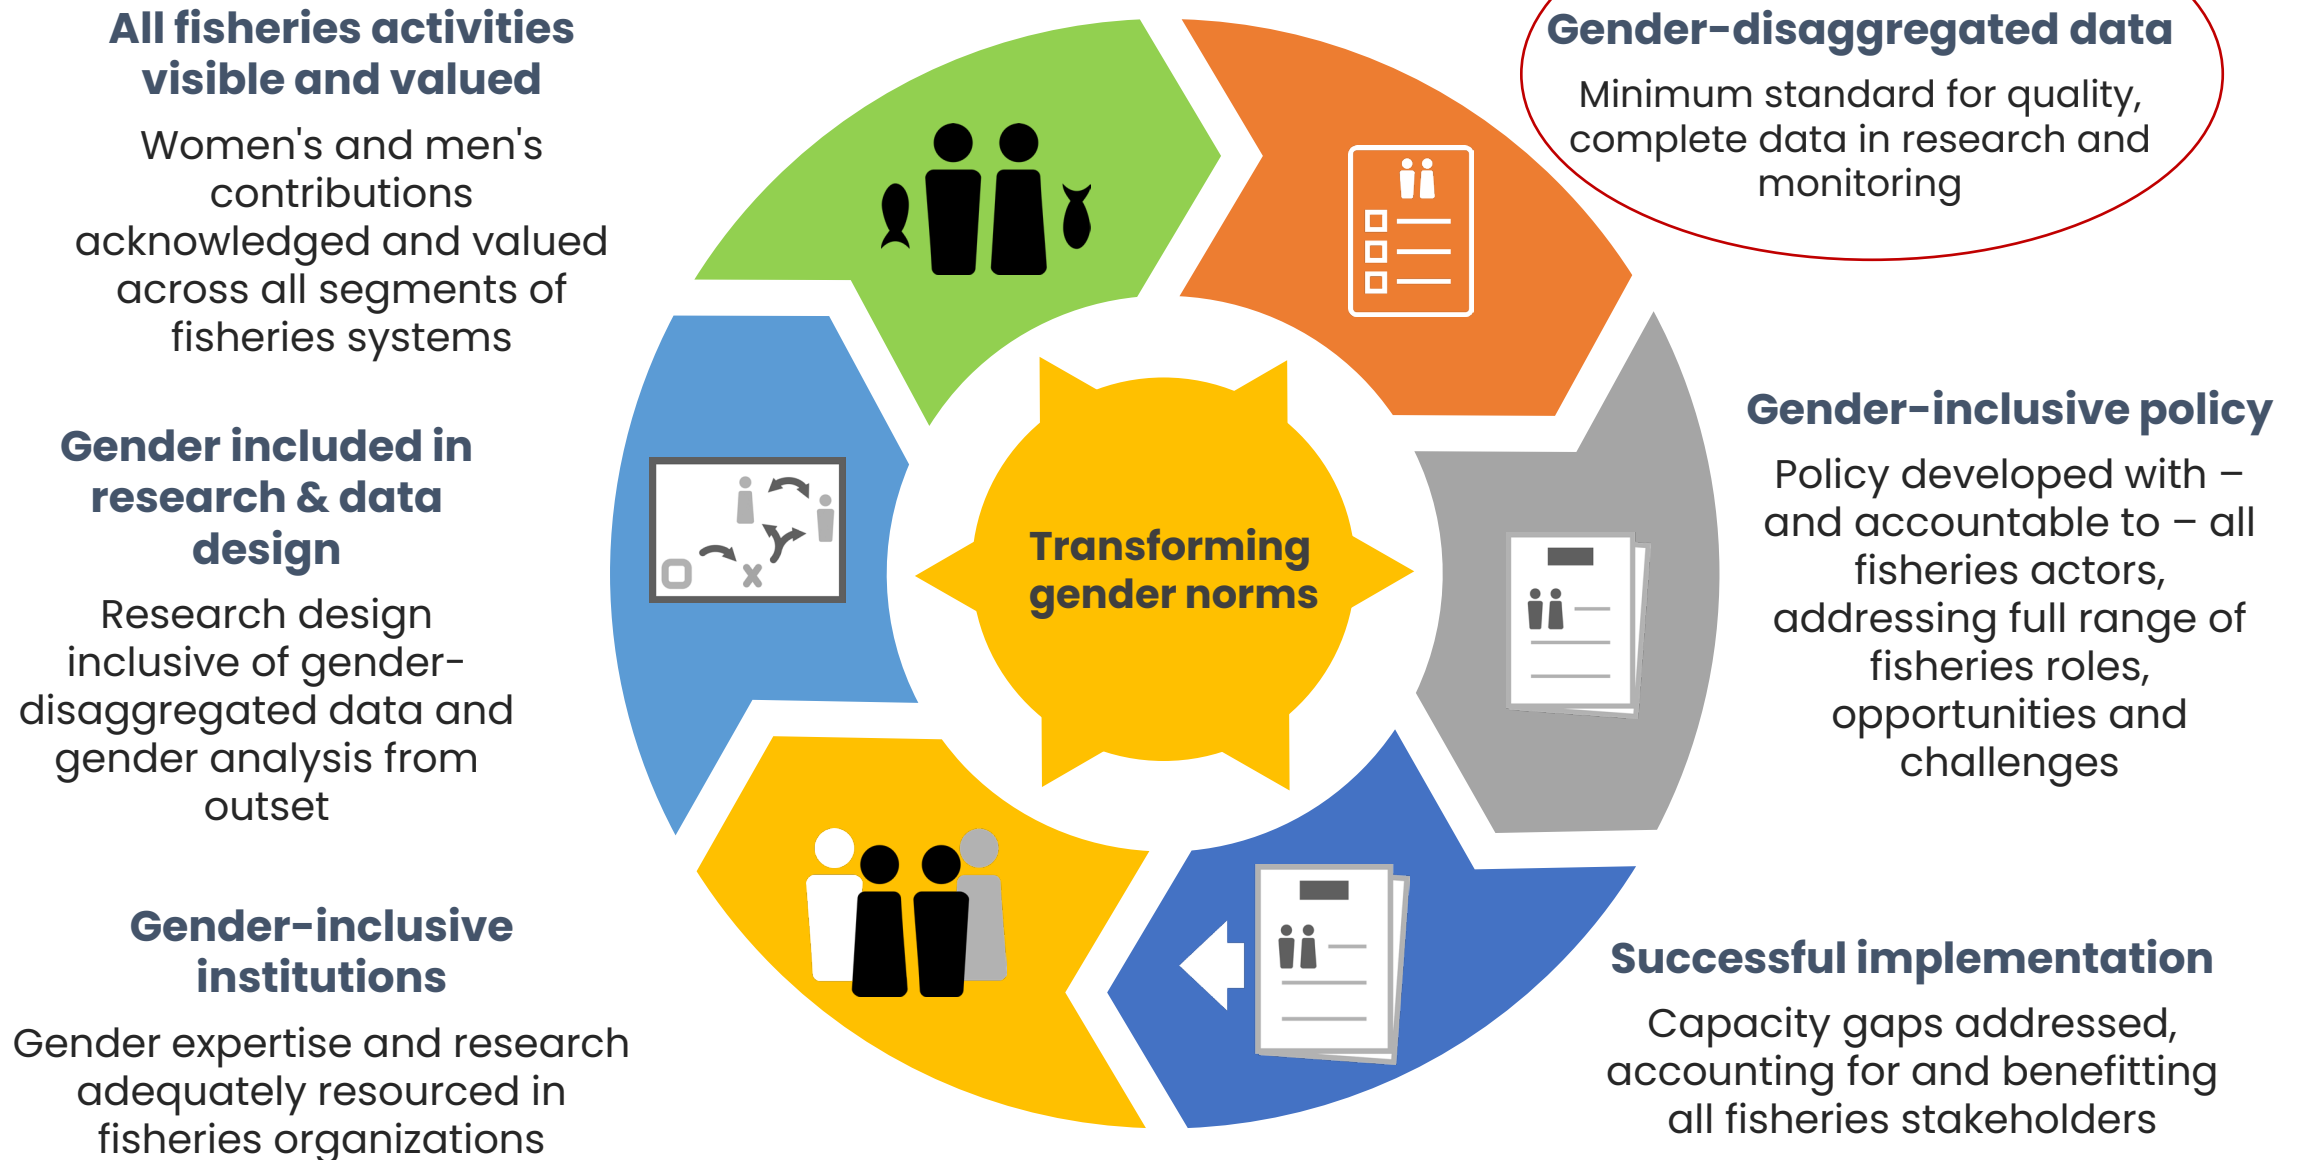 All fisheries activities
visible and valued
Women's and men's
contributions
acknowledged and valued
across all segments of
fisheries systems
Gender included in
research & data
design
Research design
inclusive of gender-
disaggregated data and
gender analysis from
outset
Gender-inclusive
institutions
Gender expertise and research
adequately resourced in
fisheries organizations
Transforming
gender norms
Gender-disaggregated data
Minimum standard for quality,
complete data in research and
monitoring
Gender-inclusive policy
Policy developed with –
and accountable to – all
fisheries actors,
addressing full range of
fisheries roles,
opportunities and
challenges
Successful implementation
Capacity gaps addressed,
accounting for and benefitting
all fisheries stakeholders